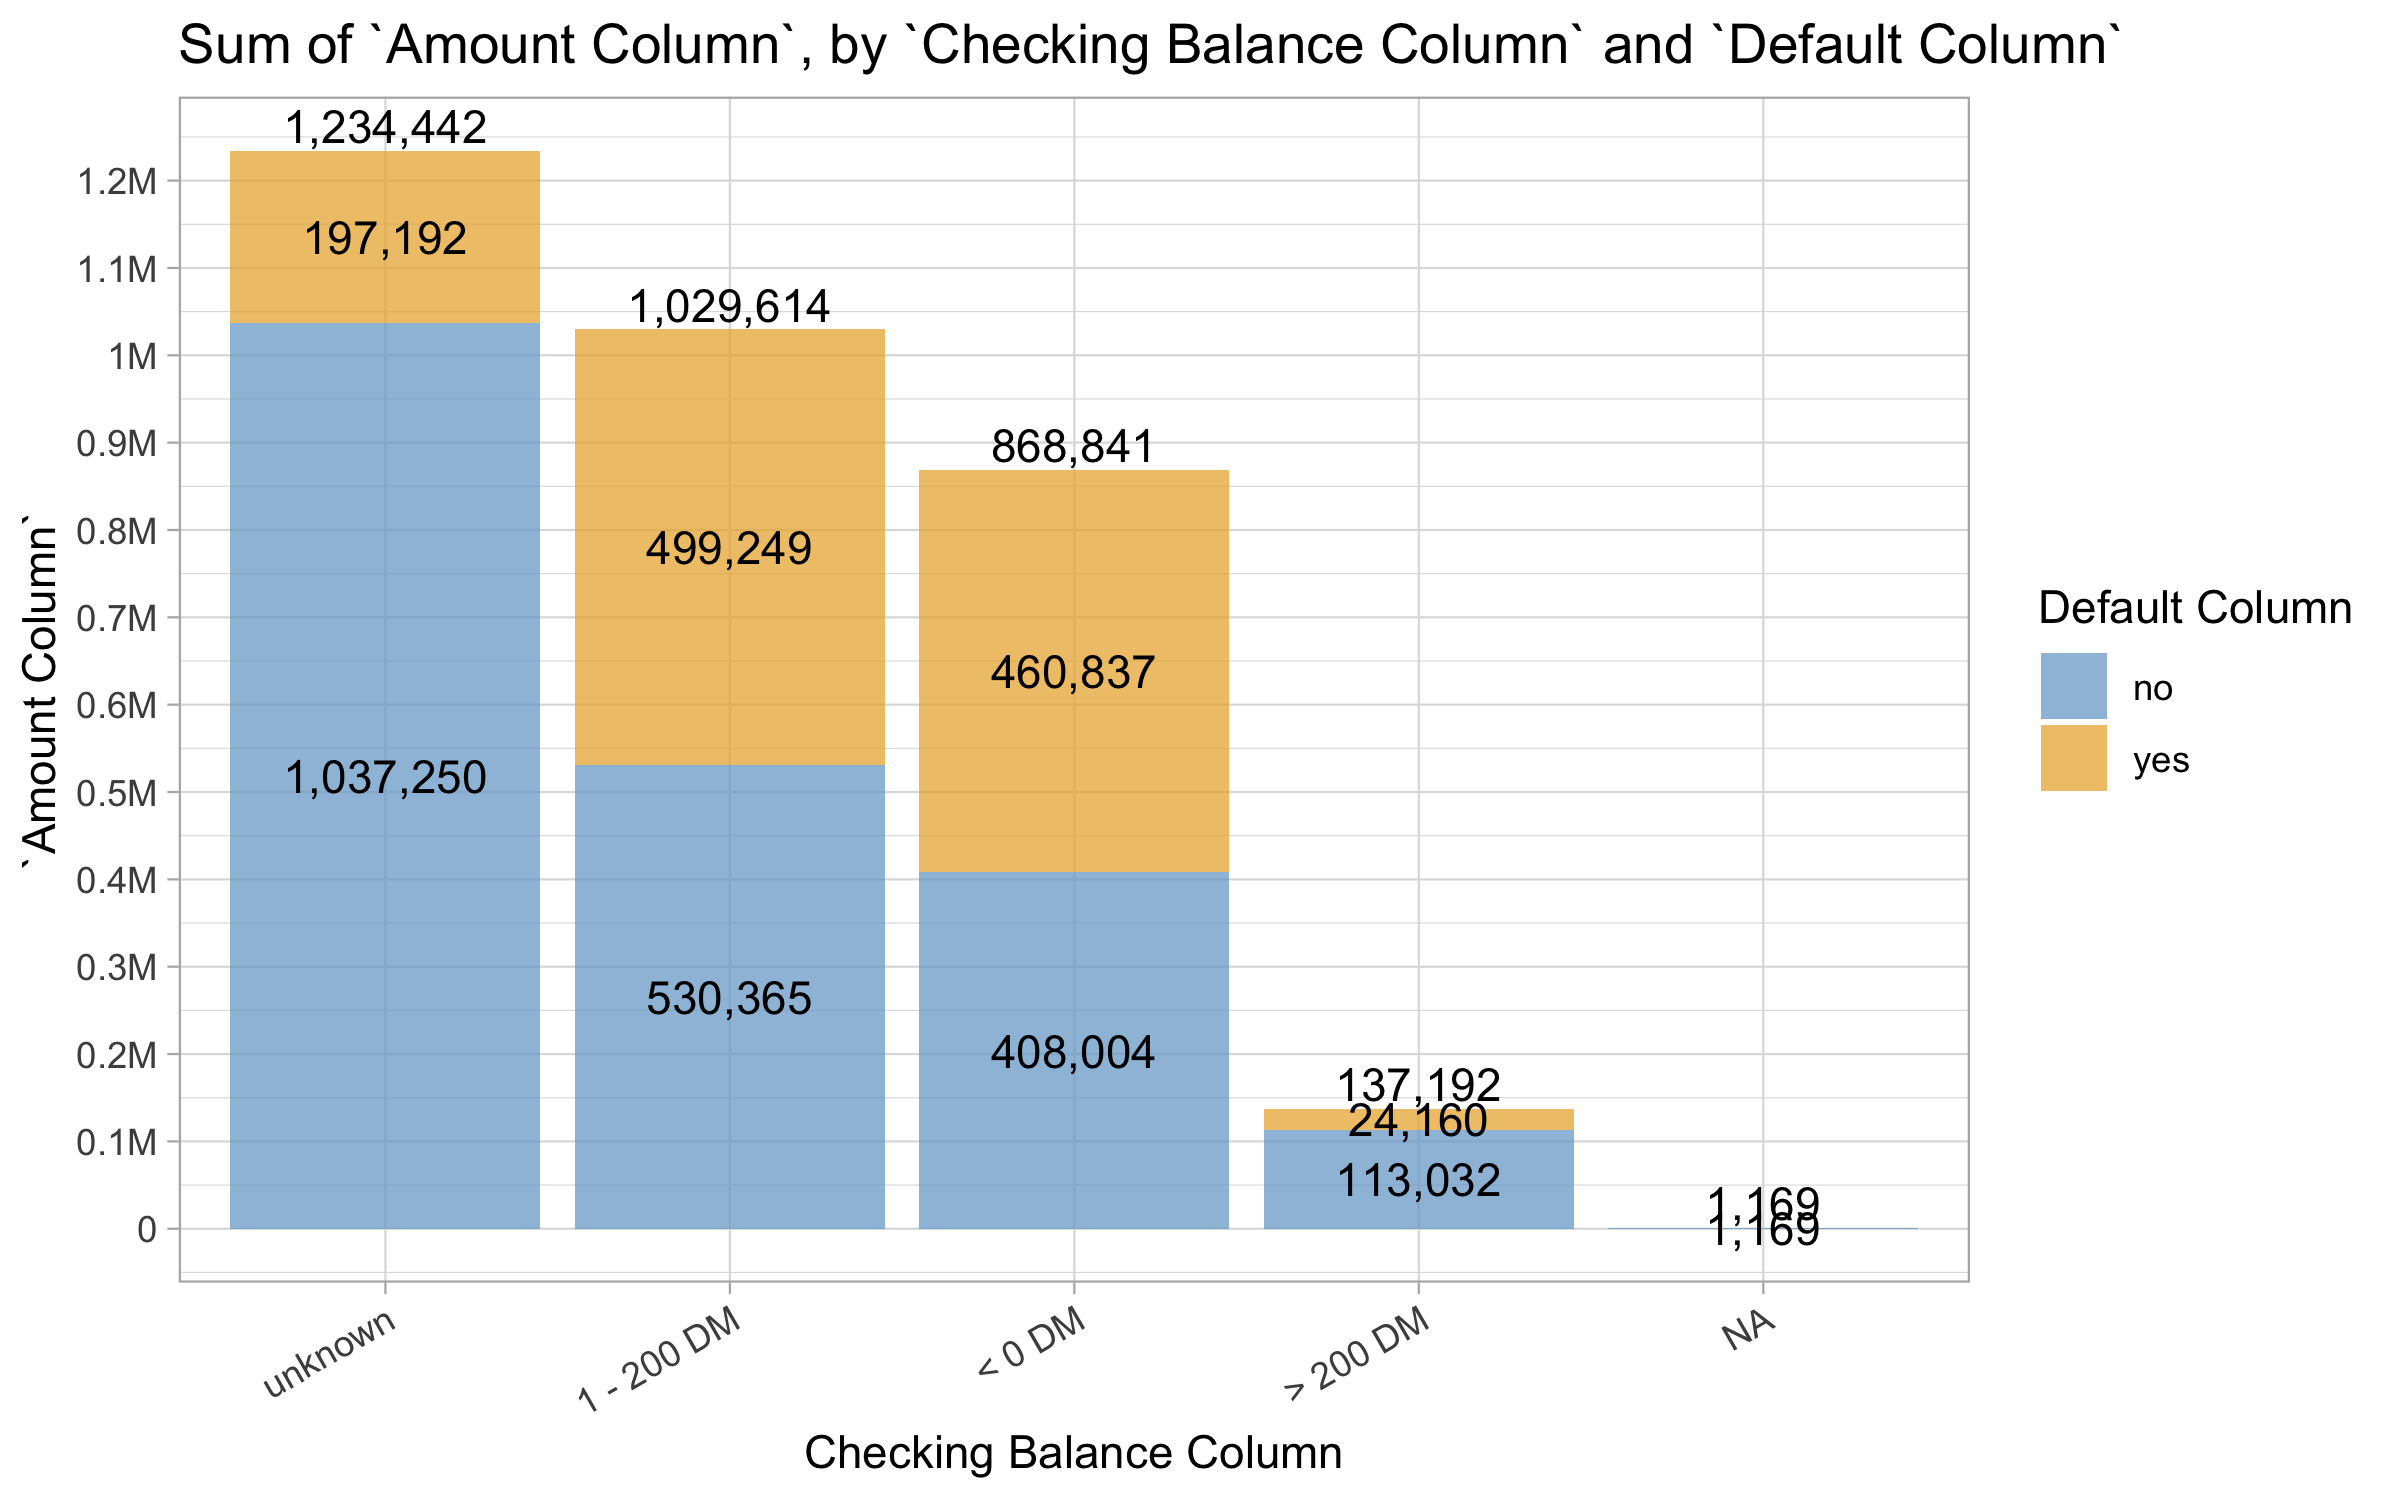 Sum of `Amount Column`, by `Checking Balance Column` and `Default Column`
`Amount Column`
1.2M
1.1M
1M
0.9M
0.8M
0.7M
0.6M
0.5M
0.4M
0.3M
0.2M
0.1M
0
1,234,442
197,192
1,037,250
1,029,614
499,249
530,365
868,841
460,837
408,004
137,192
24,160
113,032
1,169
1,169
unknown
1 - 200 DM
< 0 DM
> 200 DM
NA
Checking Balance Column
Default Column
no
yes